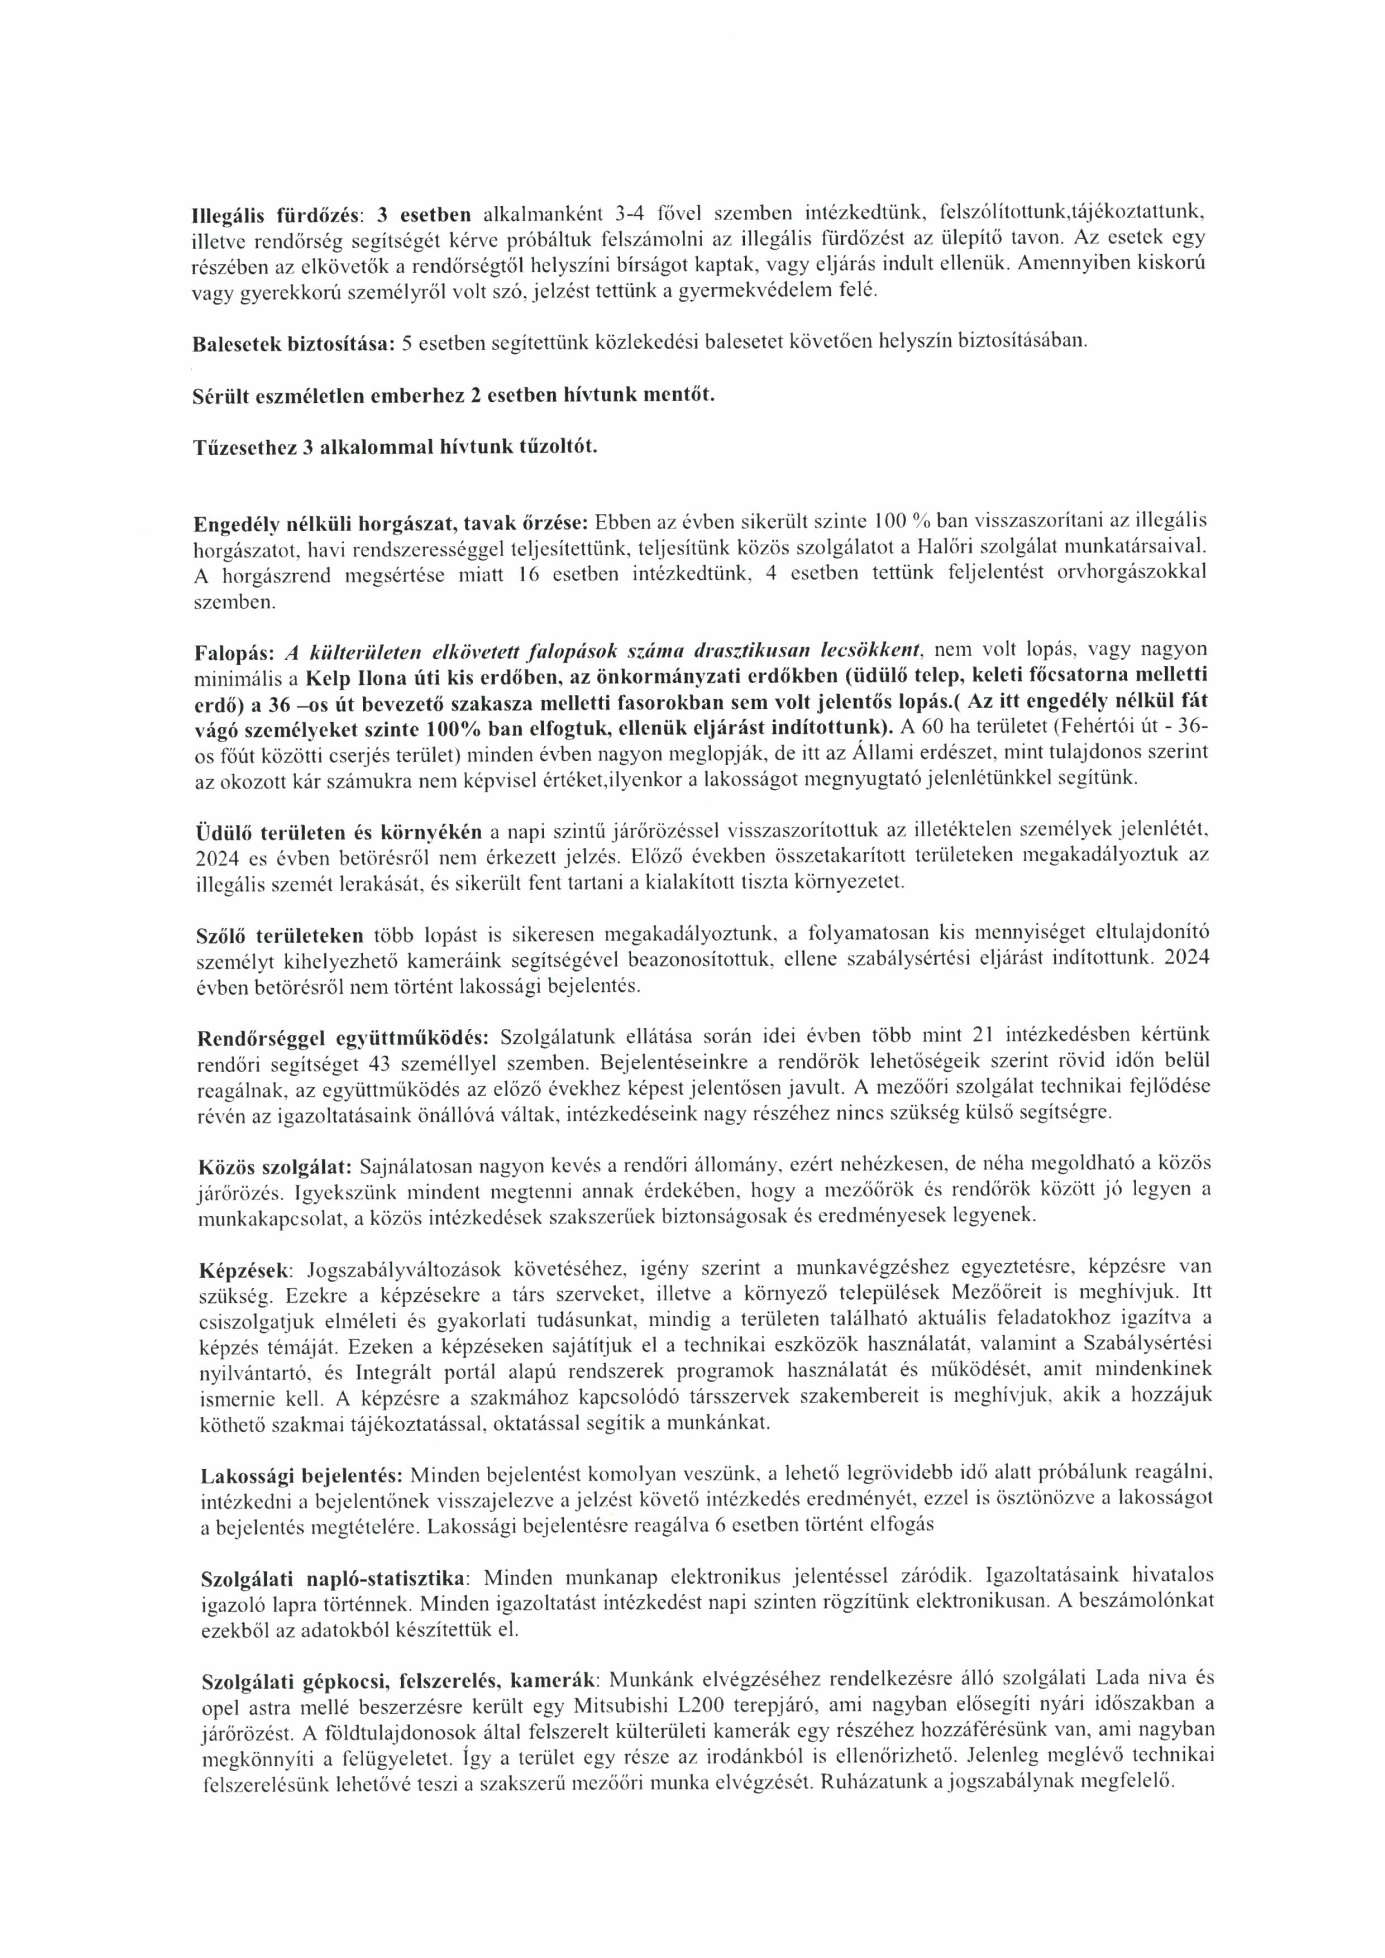 Illegális fürdőzés: 3 esetben alkalmanként 3-4 fővel szemben intézkedtünk, felszólítottunk,tájékoztattunk,
illetve rendőrség segítségét kérve próbáltuk felszámolni az illegális fürdőzést az ülepítő tavon. Az esetek egy
részében az elkövetők a rendőrségtől helyszíni bírságot kaptak, vagy eljárás indult ellenük. Amennyiben kiskorú
vagy gyerekkorú személyről volt szó, jelzést tettünk a gyermekvédelem felé.
Balesetek biztosítása: 5 esetben segítettünk közlekedési balesetet követően helyszín biztosításában.
Sérült eszméletlen emberhez 2 esetben hívtunk mentőt.
Tűzesethez 3 alkalommal hívtunk tűzoltót.
Engedély nélküli horgászat, tavak őrzése: Ebben az évben sikerült szinte 100 % ban visszaszorítani az illegális
horgászatot, havi rendszerességgel teljesítettünk, teljesítünk közös szolgálatot a Halőri szolgálat munkatársaival.
A horgászrend megsértése miatt 16 esetben intézkedtünk, 4 esetben tettünk feljelentést orvhorgászokkal
szemben.
Falopás: A külterületen elkövetett falopások száma drasztikusan lecsökkent, nem volt lopás, vagy nagyon
minimális a Kelp Ilona úti kis erdőben, az önkormányzati erdőkben (üdülő telep, keleti főcsatorna melletti
erdő) a 36 –os út bevezető szakasza melletti fasorokban sem volt jelentős lopás.( Az itt engedély nélkül fát
vágó személyeket szinte 100% ban elfogtuk, ellenük eljárást indítottunk). A 60 ha területet (Fehértói út - 36-
os főút közötti cserjés terület) minden évben nagyon meglopják, de itt az Állami erdészet, mint tulajdonos szerint
az okozott kár számukra nem képvisel értéket,ilyenkor a lakosságot megnyugtató jelenlétünkkel segítünk.
Üdülő területen és környékén a napi szintű járőrözéssel visszaszorítottuk az illetéktelen személyek jelenlétét,
2024 es évben betörésről nem érkezett jelzés. Előző években összetakarított területeken megakadályoztuk az
illegális szemét lerakását, és sikerült fent tartani a kialakított tiszta környezetet.
Szőlő területeken több lopást is sikeresen megakadályoztunk, a folyamatosan kis mennyiséget eltulajdonító
személyt kihelyezhető kameráink segítségével beazonosítottuk, ellene szabálysértési eljárást indítottunk. 2024
évben betörésről nem történt lakossági bejelentés.
Rendőrséggel együttműködés: Szolgálatunk ellátása során idei évben több mint 21 intézkedésben kértünk
rendőri segítséget 43 személlyel szemben. Bejelentéseinkre a rendőrök lehetőségeik szerint rövid időn belül
reagálnak, az együttműködés az előző évekhez képest jelentősen javult. A mezőőri szolgálat technikai fejlődése
révén az igazoltatásaink önállóvá váltak, intézkedéseink nagy részéhez nincs szükség külső segítségre.
Közös szolgálat: Sajnálatosan nagyon kevés a rendőri állomány, ezért nehézkesen, de néha megoldható a közös
járőrözés. Igyekszünk mindent megtenni annak érdekében, hogy a mezőőrök és rendőrök között jó legyen a
munkakapcsolat, a közös intézkedések szakszerűek biztonságosak és eredményesek legyenek.
Képzések: Jogszabályváltozások követéséhez, igény szerint a munkavégzéshez egyeztetésre, képzésre van
szükség. Ezekre a képzésekre a társ szerveket, illetve a környező települések Mezőőreit is meghívjuk. Itt
csiszolgatjuk elméleti és gyakorlati tudásunkat, mindig a területen található aktuális feladatokhoz igazítva a
képzés témáját. Ezeken a képzéseken sajátítjuk el a technikai eszközök használatát, valamint a Szabálysértési
nyilvántartó, és Integrált portál alapú rendszerek programok használatát és működését, amit mindenkinek
ismernie kell. A képzésre a szakmához kapcsolódó társszervek szakembereit is meghívjuk, akik a hozzájuk
köthető szakmai tájékoztatással, oktatással segítik a munkánkat.
Lakossági bejelentés: Minden bejelentést komolyan veszünk, a lehető legrövidebb idő alatt próbálunk reagálni,
intézkedni a bejelentőnek visszajelezve a jelzést követő intézkedés eredményét, ezzel is ösztönözve a lakosságot
a bejelentés megtételére. Lakossági bejelentésre reagálva 6 esetben történt elfogás
Szolgálati napló-statisztika: Minden munkanap elektronikus jelentéssel záródik. Igazoltatásaink hivatalos
igazoló lapra történnek. Minden igazoltatást intézkedést napi szinten rögzítünk elektronikusan. A beszámolónkat
ezekből az adatokból készítettük el.
Szolgálati gépkocsi, felszerelés, kamerák: Munkánk elvégzéséhez rendelkezésre álló szolgálati Lada niva és
opel astra mellé beszerzésre került egy Mitsubishi L200 terepjáró, ami nagyban elősegíti nyári időszakban a
járőrözést. A földtulajdonosok által felszerelt külterületi kamerák egy részéhez hozzáférésünk van, ami nagyban
megkönnyíti a felügyeletet. Így a terület egy része az irodánkból is ellenőrizhető. Jelenleg meglévő technikai
felszerelésünk lehetővé teszi a szakszerű mezőőri munka elvégzését. Ruházatunk a jogszabálynak megfelelő.